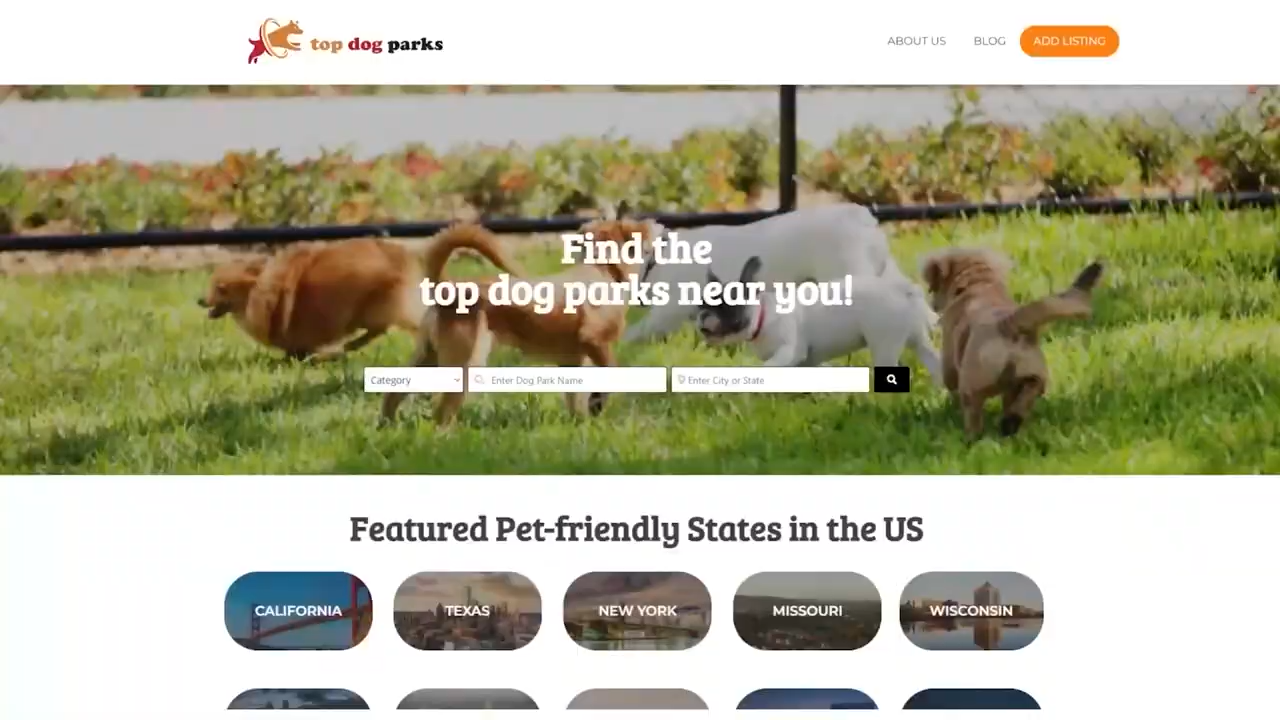 top dog parks
ABOUT US
BLOG
ADD LISTING
Find the
top dog parks near you!
Category
Enter Dog Park Name
Enter City or State
Featured Pet-friendly States in the US
CALIFORNIA
TEXAS
NEW YORK
MISSOURI
WISCONSIN